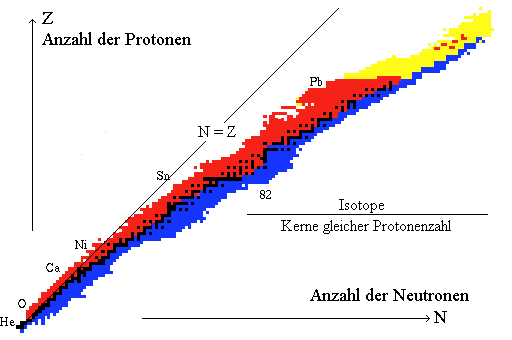 Z
Anzahl der Protonen
Pb
N = Z
Sn
82
Isotope
Kerne gleicher Protonenzahl
Ni
Ca
O
He
Anzahl der Neutronen
N